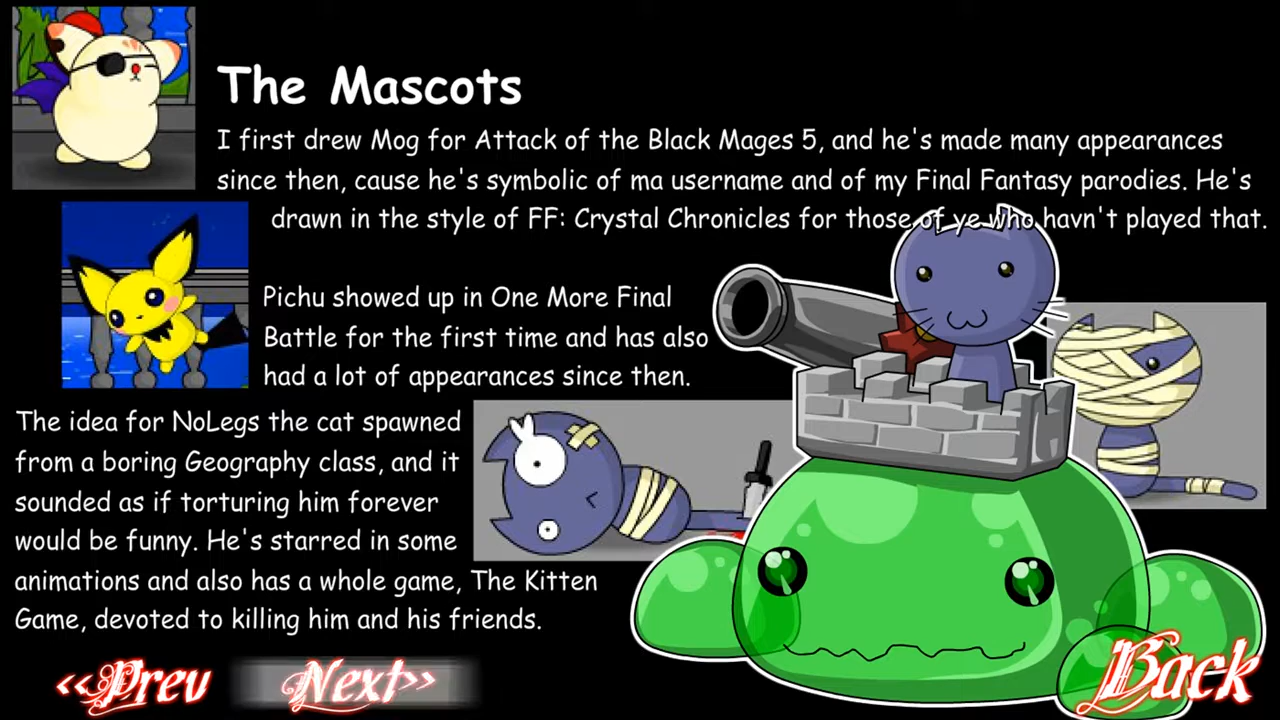 The Mascots
I first drew Mog for Attack of the Black Mages 5, and he's made many appearances
since then, cause he's symbolic of ma username and of my Final Fantasy parodies. He's
drawn in the style of FF: Crystal Chronicles for those of ye who havn't played that.
Pichu showed up in One More Final
Battle for the first time and has also
had a lot of appearances since then.
The idea for NoLegs the cat spawned
from a boring Geography class, and it
sounded as if torturing him forever
would be funny. He's starred in some
animations and also has a whole game, The Kitten
Game, devoted to killing him and his friends.
<<Prev
Next>>
Back